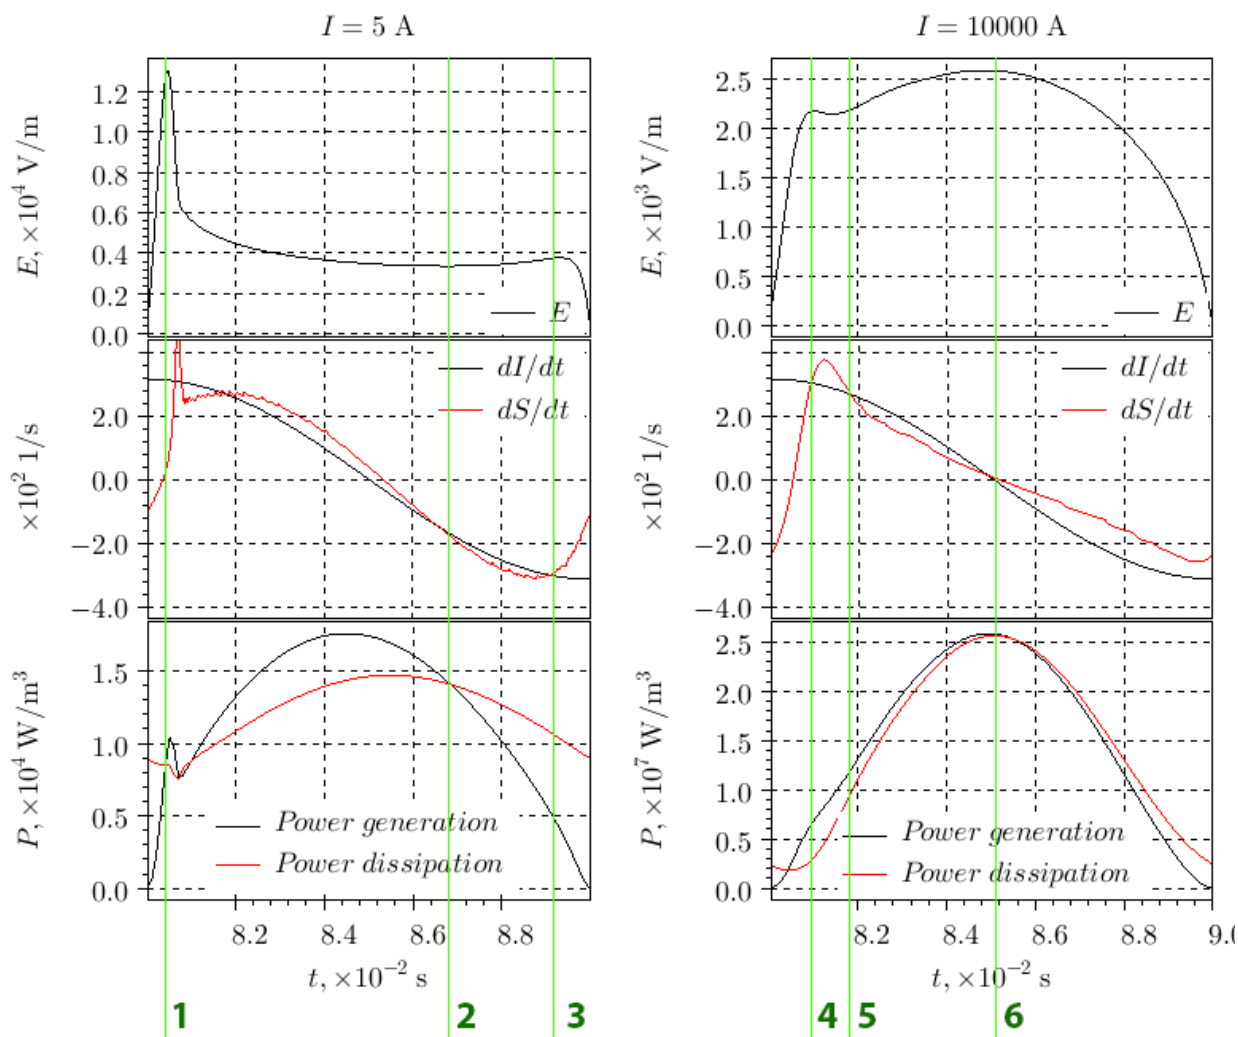 I = 5 A
I = 10000 A
E, ×10⁴ V/m
1.2
1.0
0.8
0.6
0.4
0.2
0.0
E
E, ×10³ V/m
2.5
2.0
1.5
1.0
0.5
0.0
E
×10² 1/s
2.0
0.0
−2.0
−4.0
dI/dt
dS/dt
×10² 1/s
2.0
0.0
−2.0
−4.0
dI/dt
dS/dt
P, ×10⁴ W/m³
1.5
1.0
0.5
0.0
Power generation
Power dissipation
8.2 8.4 8.6 8.8
t, ×10⁻² s
P, ×10⁷ W/m³
2.5
2.0
1.5
1.0
0.5
0.0
Power generation
Power dissipation
8.2 8.4 8.6 8.8 9.0
t, ×10⁻² s
1 2 3 4 5 6